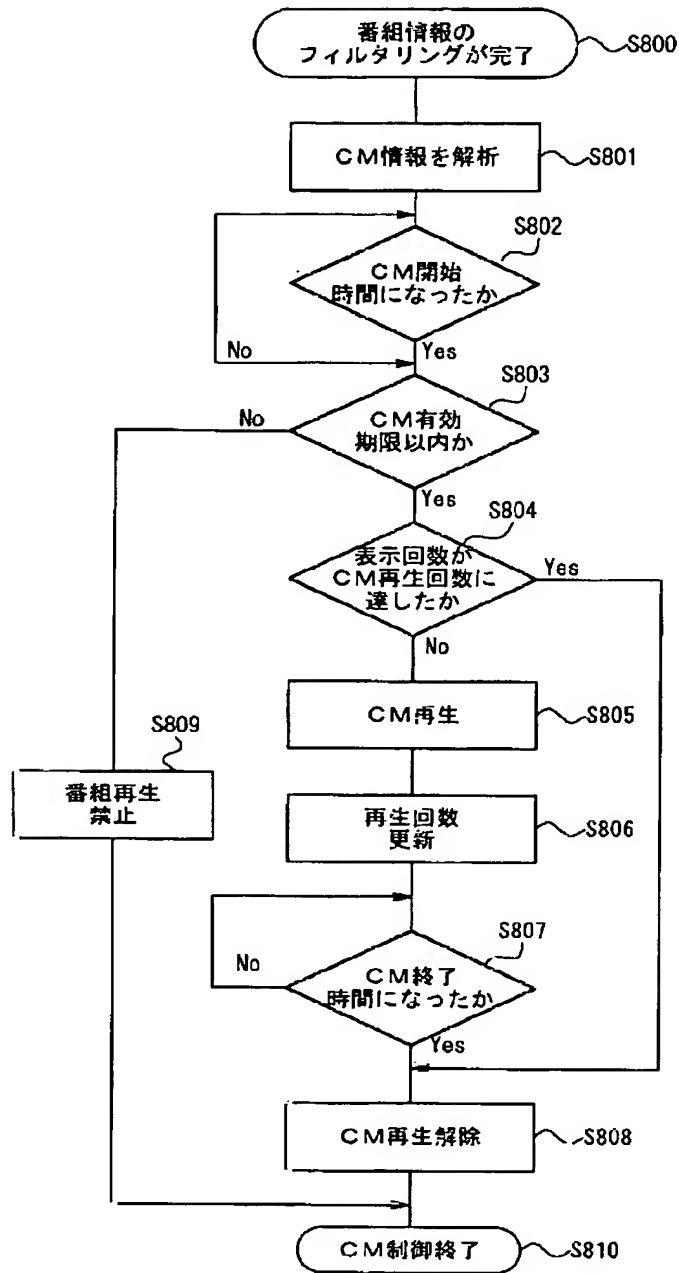 番組情報の
フィルタリングが完了
S800
CM情報を解析
S801
S802
CM開始
時間になったか
No
Yes
S803
No
CM有効
期限以内か
Yes
S804
表示回数が
CM再生回数に
達したか
Yes
No
CM再生
S805
S809
番組再生
禁止
再生回数
更新
S806
S807
No
CM終了
時間になったか
Yes
CM再生解除
S808
CM制御終了
S810